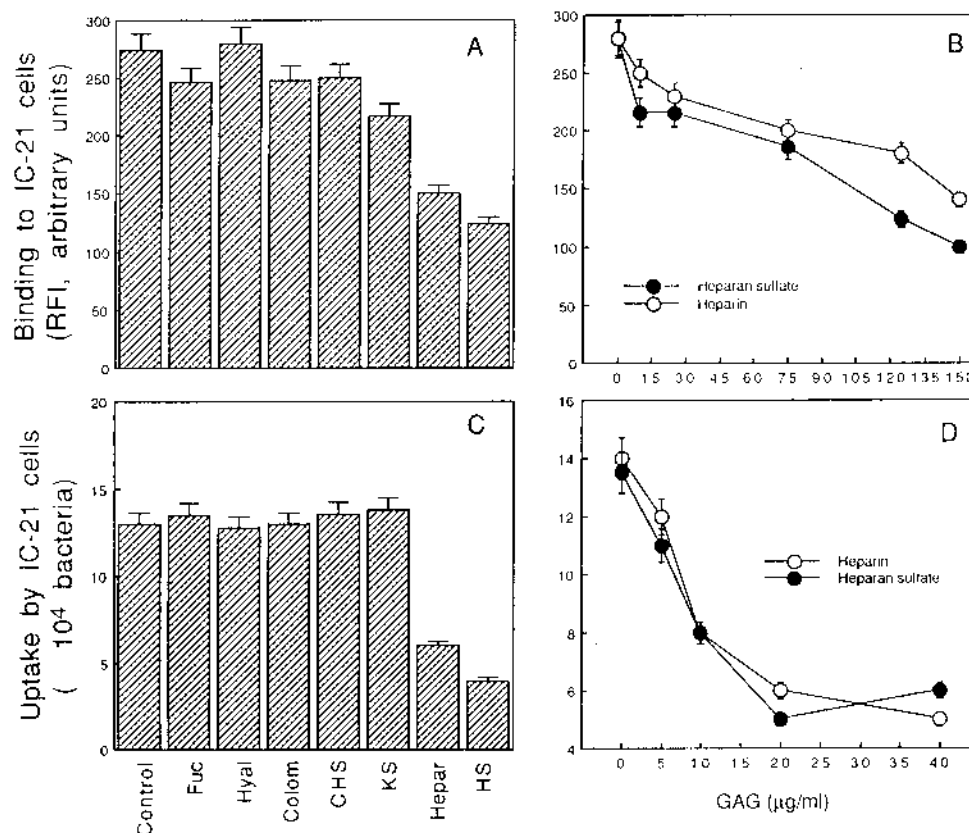 Binding to IC-21 cells
(RFI, arbitrary units)
300
250
200
150
100
50
0
A
300
250
200
150
100
50
0
B
Heparan sulfate
Heparin
0 15 30 45 60 75 90 105 120 135 150
Uptake by IC-21 cells
( 10⁴ bacteria)
20
15
10
5
0
C
Control
Fuc
Hyal
Colom
CHS
KS
Hepar
HS
16
14
12
10
8
6
4
D
Heparin
Heparan sulfate
0 5 10 15 20 25 30 35 40
GAG (µg/ml)